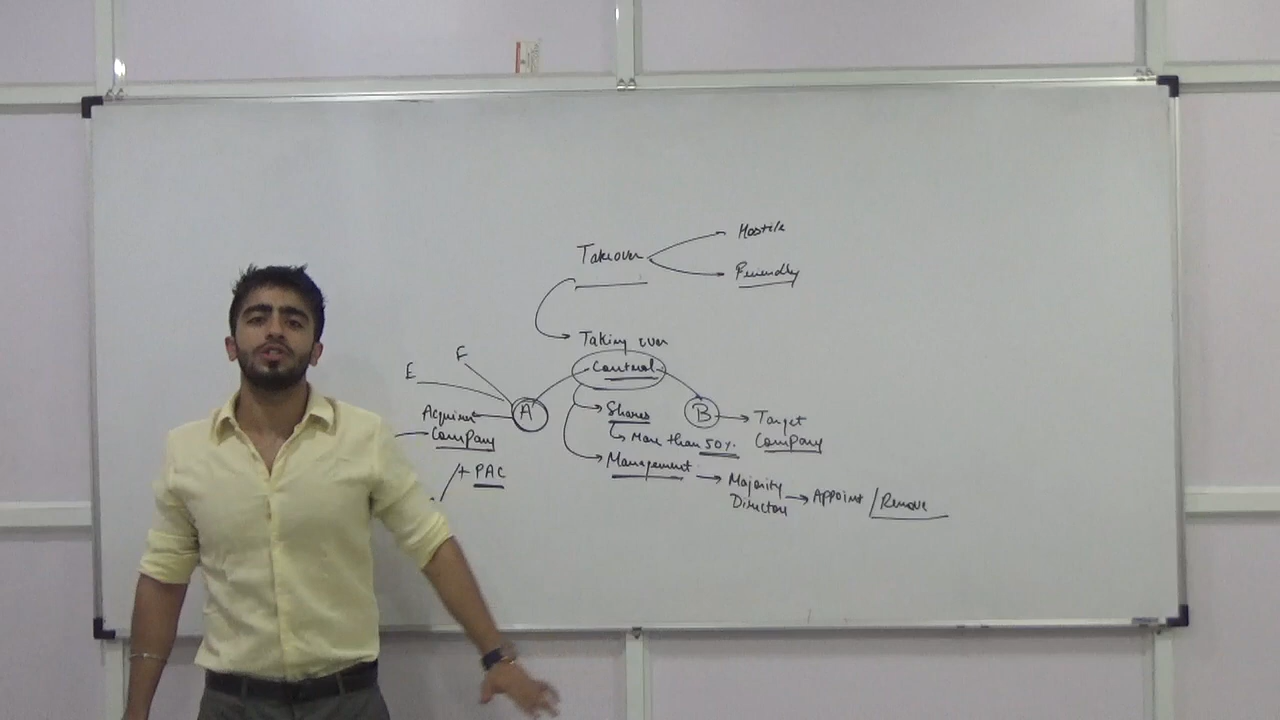 Takeover
Hostile
Friendly
Taking over
Control
E
F
A
Acquirer
Company
+ PAC
Shares
More than 50%
Management
Majority
Director
Appoint / Remove
B
Target
Company